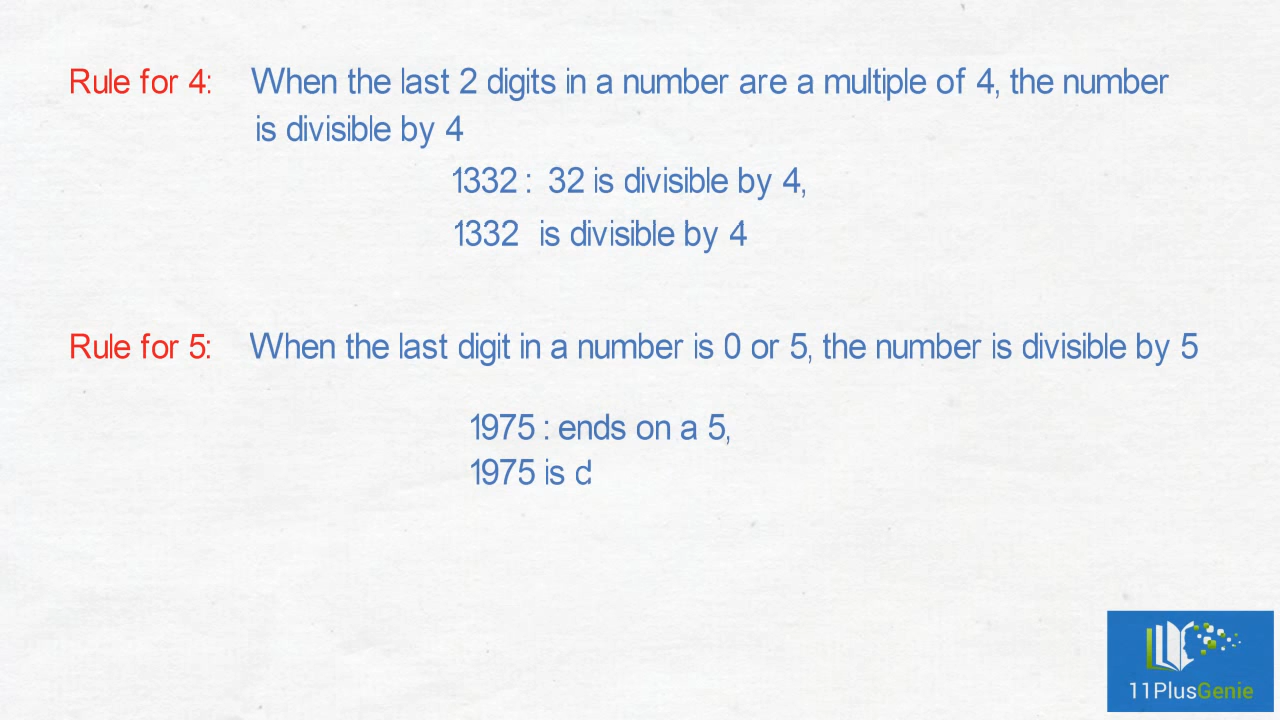 Rule for 4: When the last 2 digits in a number are a multiple of 4, the number
is divisible by 4
1332 : 32 is divisible by 4,
1332 is divisible by 4
Rule for 5: When the last digit in a number is 0 or 5, the number is divisible by 5
1975 : ends on a 5,
1975 is d
11PlusGenie